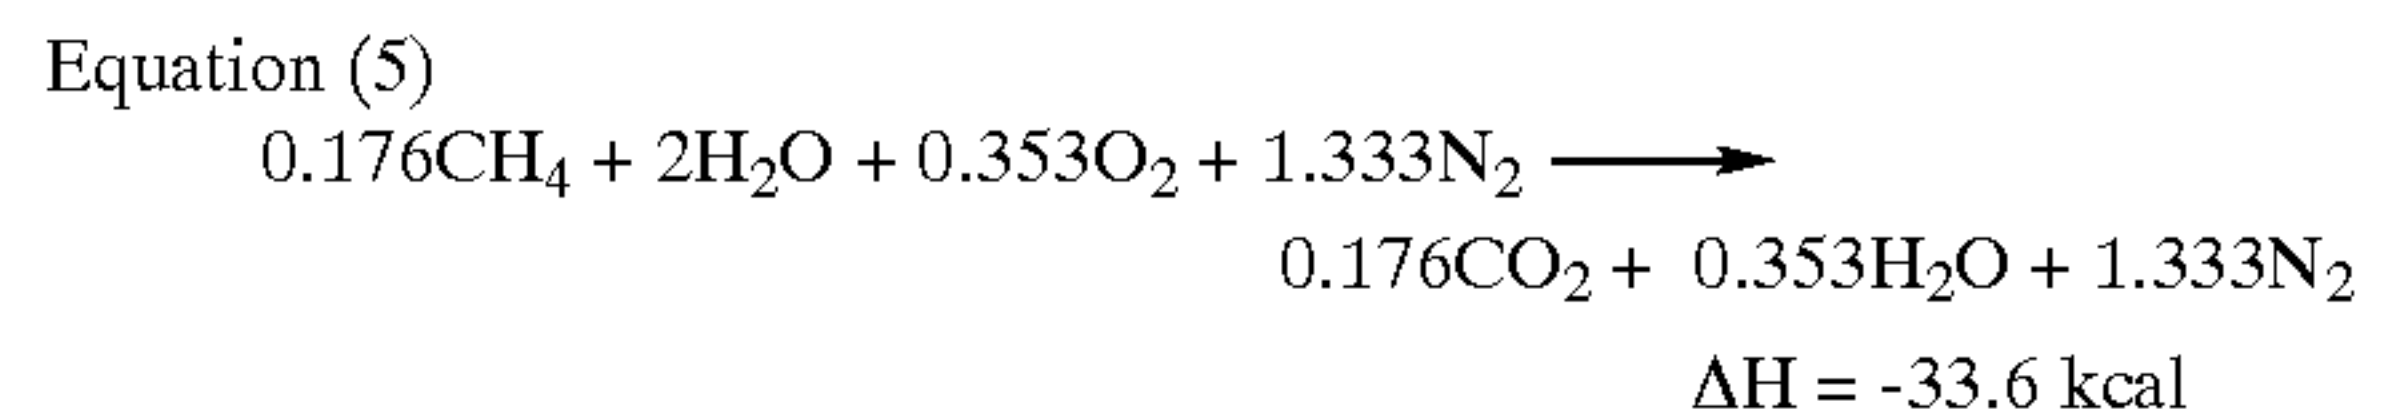 Equation (5)
0.176CH₄ + 2H₂O + 0.353O₂ + 1.333N₂ ⟶
0.176CO₂ + 0.353H₂O + 1.333N₂
ΔH = -33.6 kcal